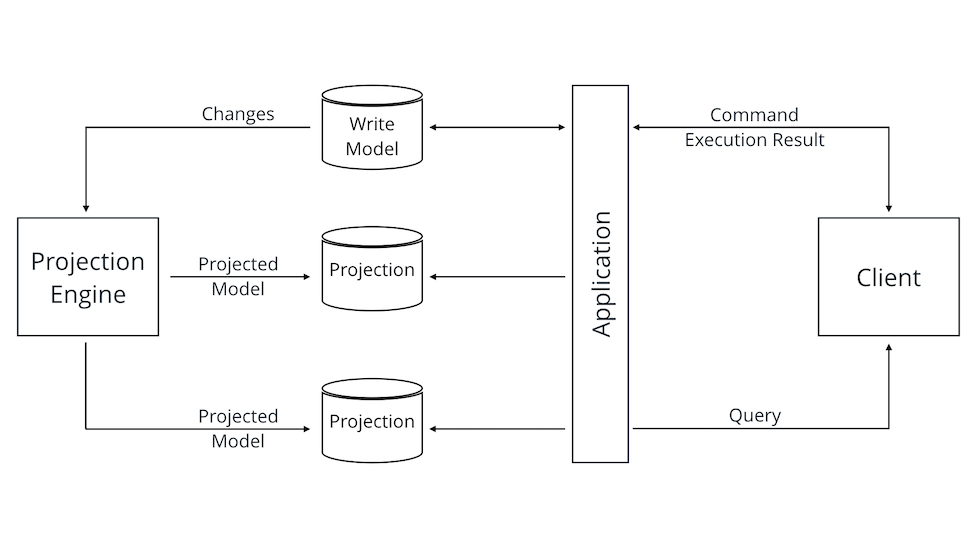 Changes
Write
Model
Command
Execution Result
Projection
Engine
Projected
Model
Projection
Application
Client
Projected
Model
Projection
Query